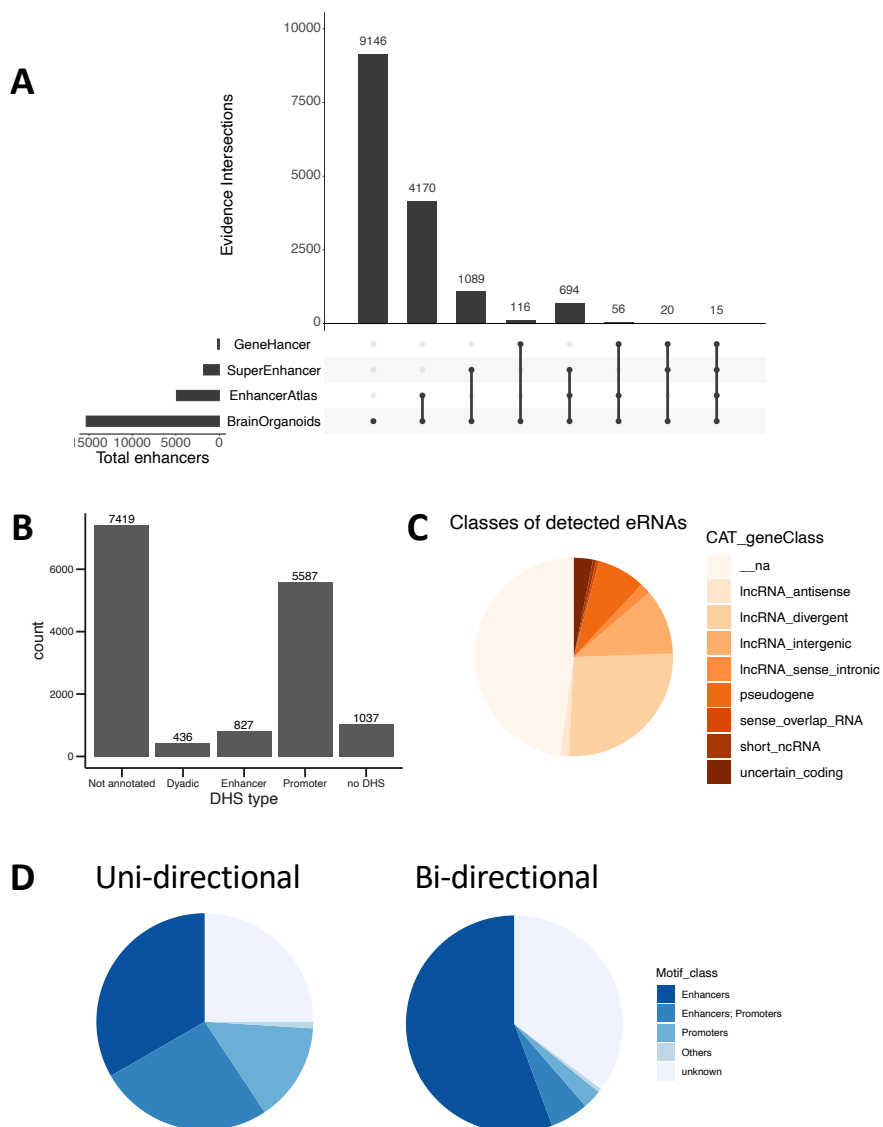 A
Evidence Intersections
10000
7500
5000
2500
0
9146
4170
1089
116
694
56
20
15
GeneHancer
SuperEnhancer
EnhancerAtlas
BrainOrganoids
15000 10000 5000 0
Total enhancers
B
count
6000
4000
2000
0
7419
436
827
5587
1037
Not annotated Dyadic Enhancer Promoter no DHS
DHS type
C
Classes of detected eRNAs
CAT_geneClass
__na
lncRNA_antisense
lncRNA_divergent
lncRNA_intergenic
lncRNA_sense_intronic
pseudogene
sense_overlap_RNA
short_ncRNA
uncertain_coding
D
Uni-directional
Bi-directional
Motif_class
Enhancers
Enhancers; Promoters
Promoters
Others
unknown